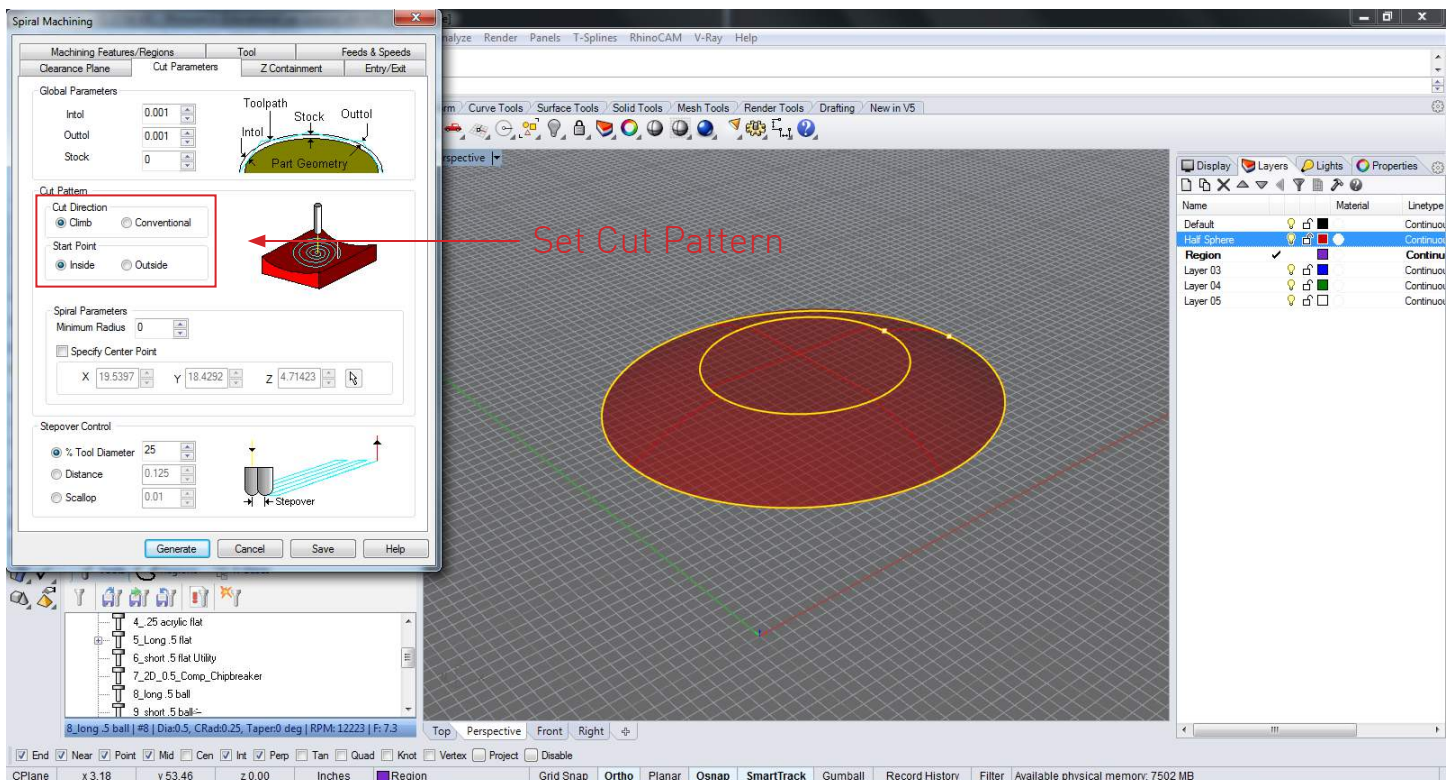 Spiral Machining
Analyze Render Panels T-Splines RhinoCAM V-Ray Help
Machining Features/Regions Tool Feeds & Speeds
Clearance Plane Cut Parameters Z Containment Entry/Exit
Global Parameters
Intol 0.001
Outtol 0.001
Stock 0
Toolpath
Stock Outtol
Intol
Part Geometry
Cut Pattern
Cut Direction
Climb Conventional
Start Point
Inside Outside
Set Cut Pattern
Spiral Parameters
Minimum Radius 0
Specify Center Point
X 19.5397 Y 18.4292 Z 4.71423
Stepover Control
% Tool Diameter 25
Distance 0.125
Scallop 0.01
Stepover
Generate Cancel Save Help
Curve Tools Surface Tools Solid Tools Mesh Tools Render Tools Drafting New in V5
Display Layers Lights Properties
Name Material Linetype
Default
Half Sphere
Region
Layer 03
Layer 04
Layer 05
4_.25 acrylic flat
5_Long .5 flat
6_short .5 flat Utility
7_2D_0.5_Comp_Chipbreaker
8_long .5 ball
9_short .5 ball
8_long .5 ball | #8 | Dia:0.5, CRad:0.25, Taper:0 deg | RPM: 12223 | F: 7.3
Top Perspective Front Right
End Near Point Mid Cen Int Perp Tan Quad Knot Vertex Project Disable
CPlane x 3.18 y 53.46 z 0.00 Inches Region Grid Snap Ortho Planar Osnap SmartTrack Gumball Record History Filter Available physical memory: 7502 MB